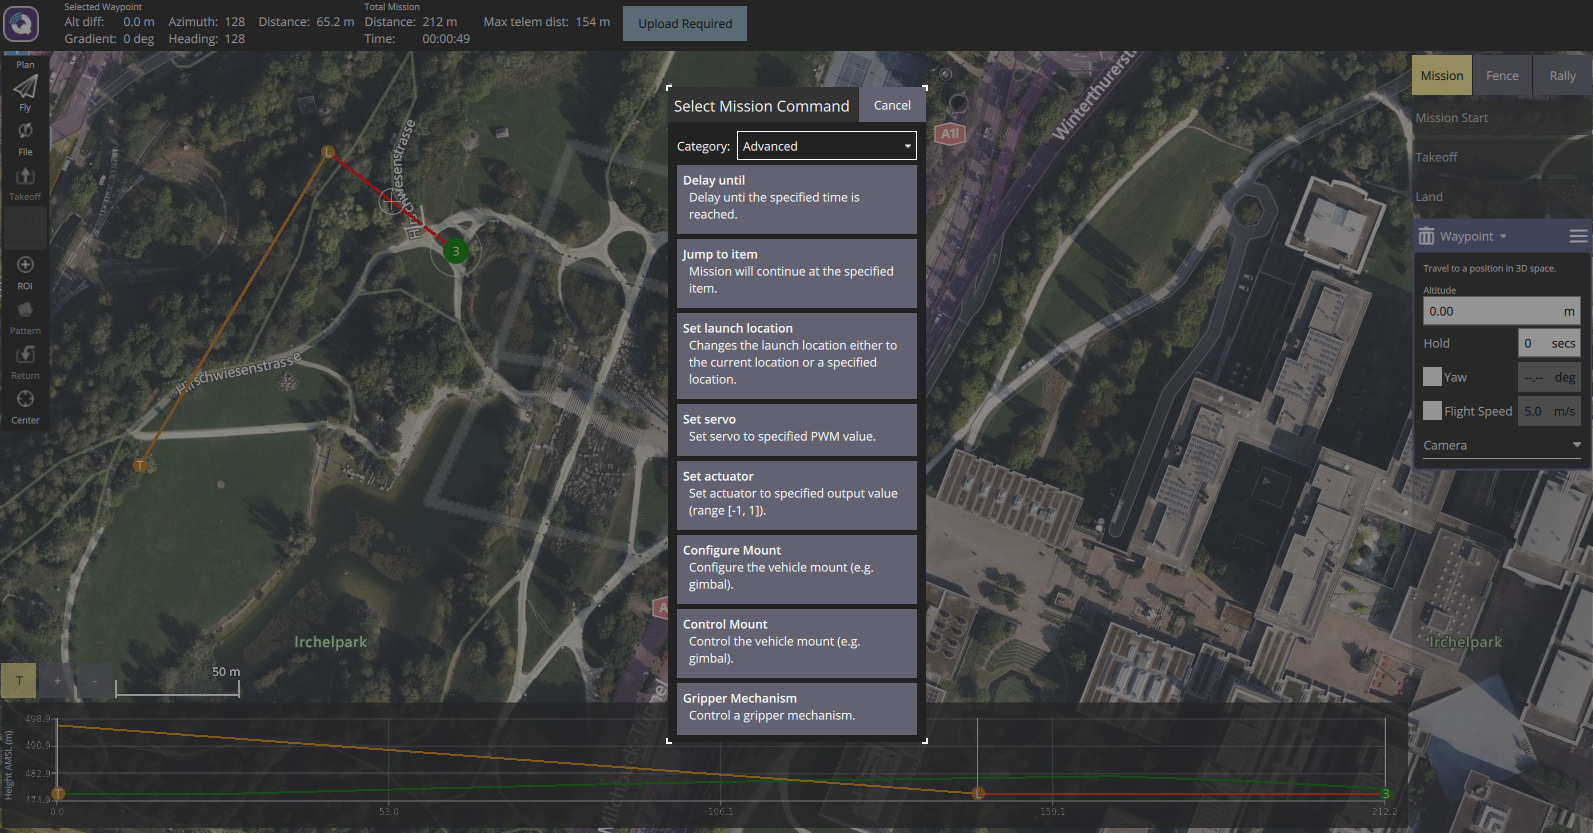 Selected Waypoint
Alt diff: 0.0 m Azimuth: 128 Distance: 65.2 m
Gradient: 0 deg Heading: 128
Total Mission
Distance: 212 m Max telem dist: 154 m
Time: 00:00:49
Upload Required
Plan
Fly
File
Takeoff
ROI
Pattern
Return
Center
Mission Fence Rally
Mission Start
Takeoff
Land
Waypoint
Travel to a position in 3D space.
Altitude
0.00 m
Hold 0 secs
Yaw --.-- deg
Flight Speed 5.0 m/s
Camera
Select Mission Command Cancel
Category: Advanced
Delay until
Delay unti the specified time is
reached.
Jump to item
Mission will continue at the specified
item.
Set launch location
Changes the launch location either to
the current location or a specified
location.
Set servo
Set servo to specified PWM value.
Set actuator
Set actuator to specified output value
(range [-1, 1]).
Configure Mount
Configure the vehicle mount (e.g.
gimbal).
Control Mount
Control the vehicle mount (e.g.
gimbal).
Gripper Mechanism
Control a gripper mechanism.
L
3
T
Hirschwiesenstrasse
A1l
Irchelpark
Irchelpark
T + -
50 m
Height AMSL (m)
498.9
490.9
482.9
474.9
T
L
3
0.0 53.0 106.1 159.1 212.2